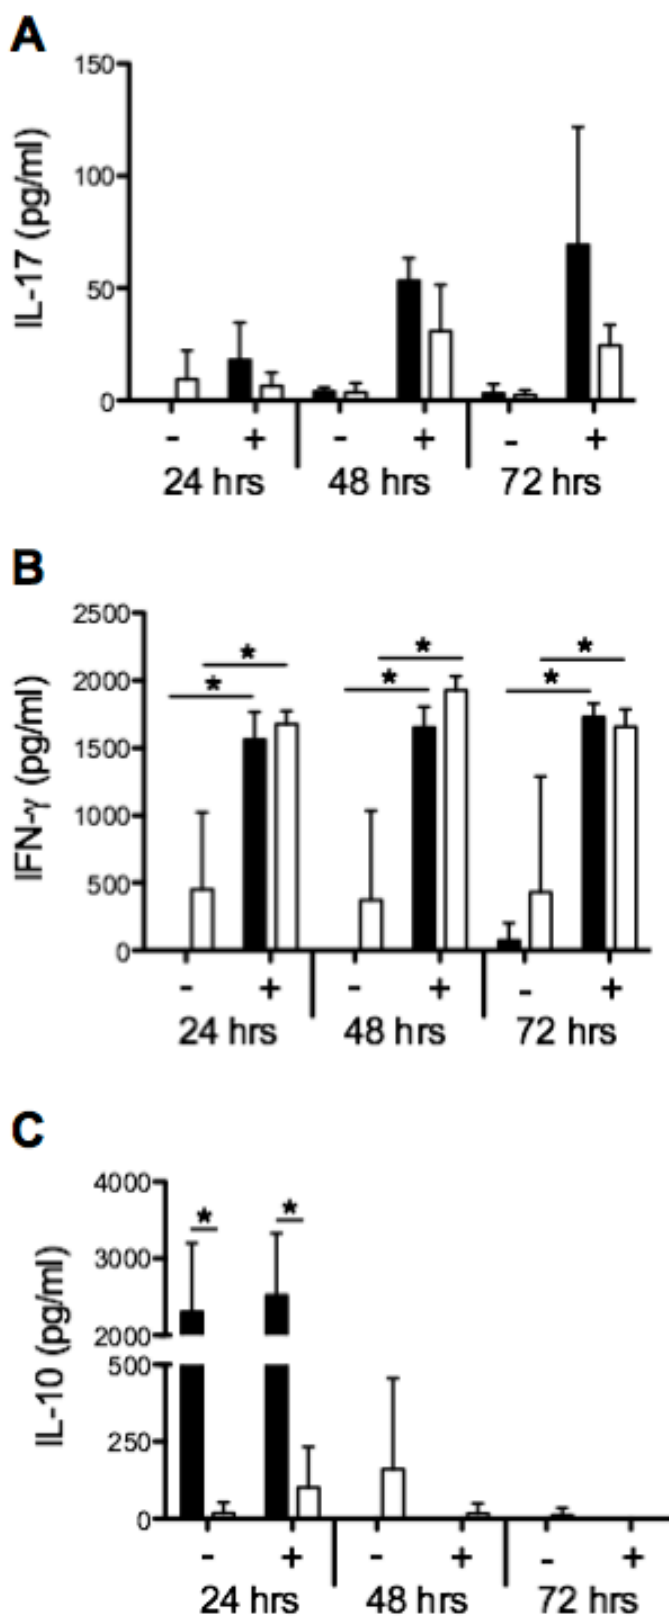 A
IL-17 (pg/ml)
150
100
50
0
- + - + - +
24 hrs 48 hrs 72 hrs
B
IFN-γ (pg/ml)
2500
2000
1500
1000
500
0
* * * * * *
- + - + - +
24 hrs 48 hrs 72 hrs
C
IL-10 (pg/ml)
4000
3000
2000
500
250
0
* *
- + - + - +
24 hrs 48 hrs 72 hrs